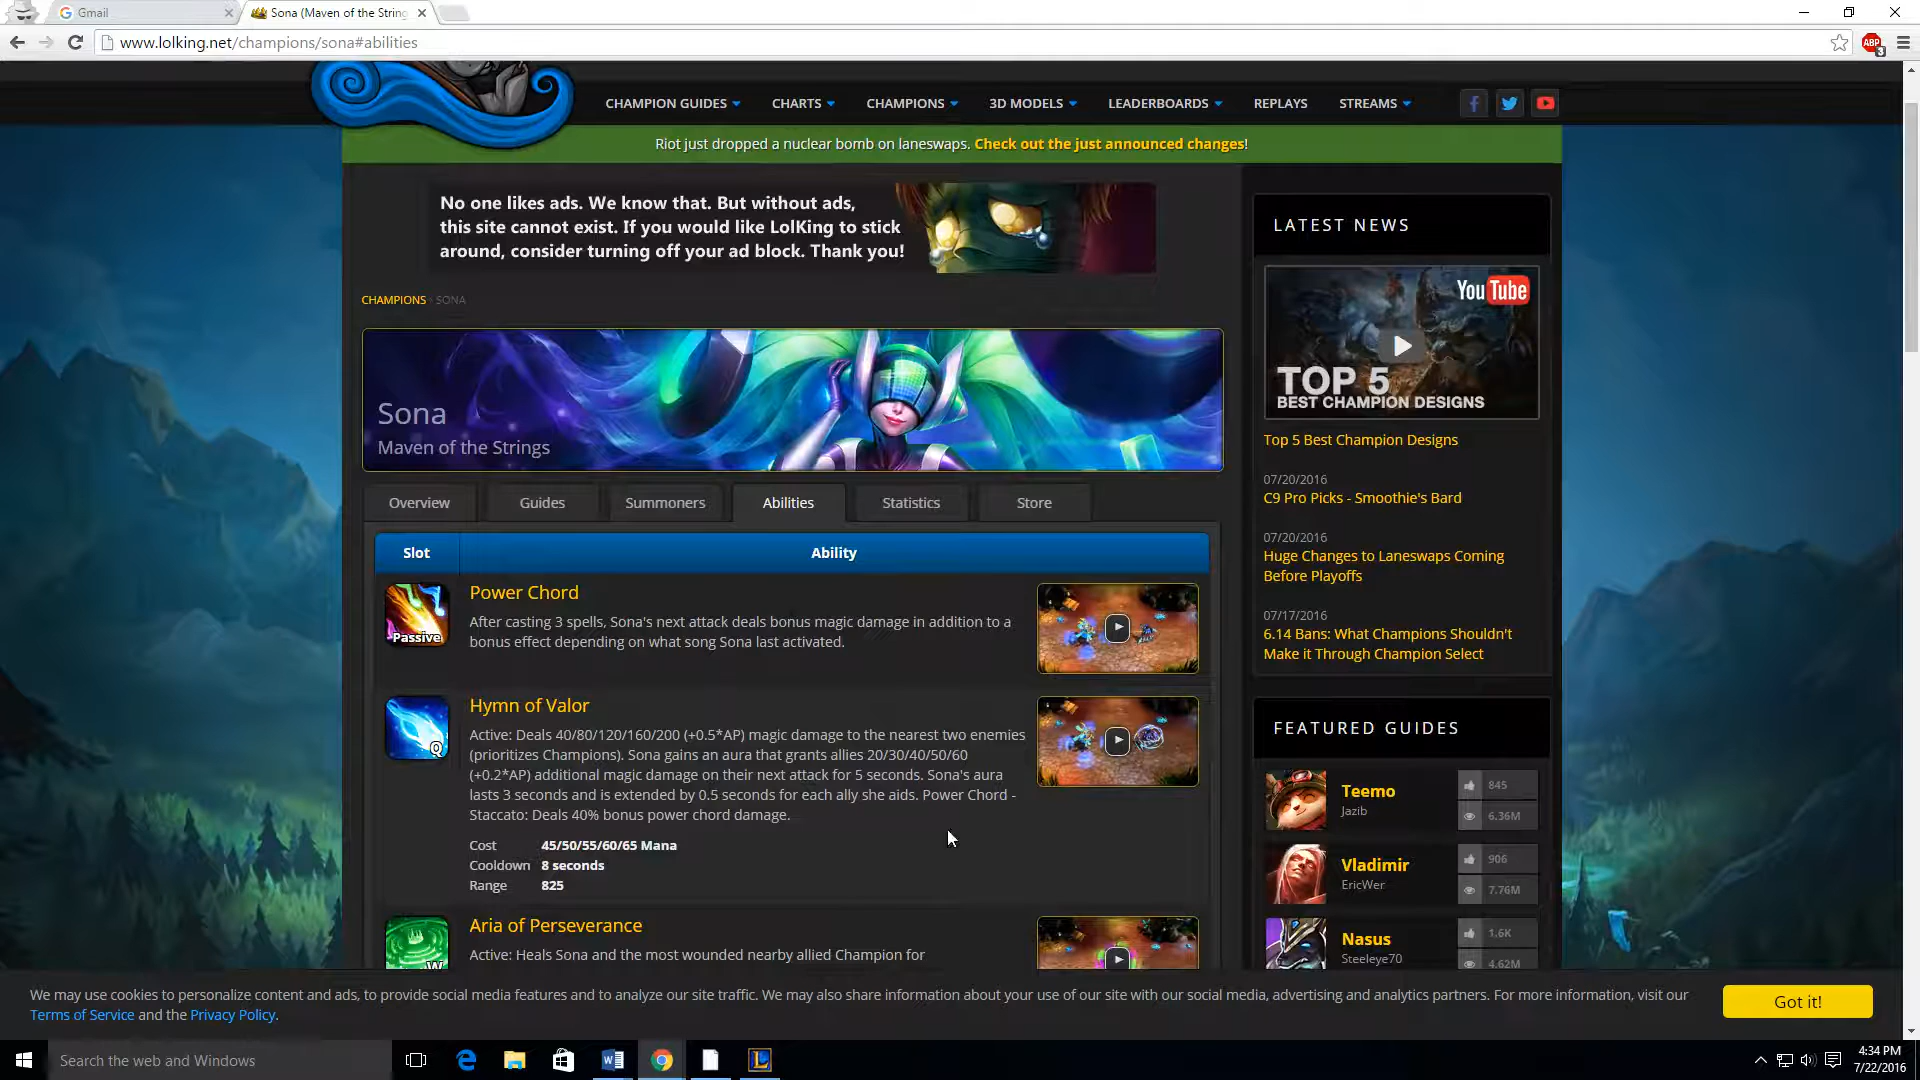 Gmail
Sona (Maven of the String
www.lolking.net/champions/sona#abilities
ABP
3
CHAMPION GUIDES
CHARTS
CHAMPIONS
3D MODELS
LEADERBOARDS
REPLAYS
STREAMS
Riot just dropped a nuclear bomb on laneswaps. Check out the just announced changes!
No one likes ads. We know that. But without ads,
this site cannot exist. If you would like LolKing to stick
around, consider turning off your ad block. Thank you!
CHAMPIONS SONA
Sona
Maven of the Strings
Overview
Guides
Summoners
Abilities
Statistics
Store
Slot
Ability
Passive
Power Chord
After casting 3 spells, Sona's next attack deals bonus magic damage in addition to a
bonus effect depending on what song Sona last activated.
Q
Hymn of Valor
Active: Deals 40/80/120/160/200 (+0.5*AP) magic damage to the nearest two enemies
(prioritizes Champions). Sona gains an aura that grants allies 20/30/40/50/60
(+0.2*AP) additional magic damage on their next attack for 5 seconds. Sona's aura
lasts 3 seconds and is extended by 0.5 seconds for each ally she aids. Power Chord -
Staccato: Deals 40% bonus power chord damage.
Cost 45/50/55/60/65 Mana
Cooldown 8 seconds
Range 825
W
Aria of Perseverance
Active: Heals Sona and the most wounded nearby allied Champion for
LATEST NEWS
YouTube
TOP 5
BEST CHAMPION DESIGNS
Top 5 Best Champion Designs
07/20/2016
C9 Pro Picks - Smoothie's Bard
07/20/2016
Huge Changes to Laneswaps Coming
Before Playoffs
07/17/2016
6.14 Bans: What Champions Shouldn't
Make it Through Champion Select
FEATURED GUIDES
Teemo
Jazib
845
6.36M
Vladimir
EricWer
906
7.76M
Nasus
Steeleye70
1.6K
4.62M
We may use cookies to personalize content and ads, to provide social media features and to analyze our site traffic. We may also share information about your use of our site with our social media, advertising and analytics partners. For more information, visit our
Terms of Service and the Privacy Policy.
Got it!
Search the web and Windows
4:34 PM
7/22/2016